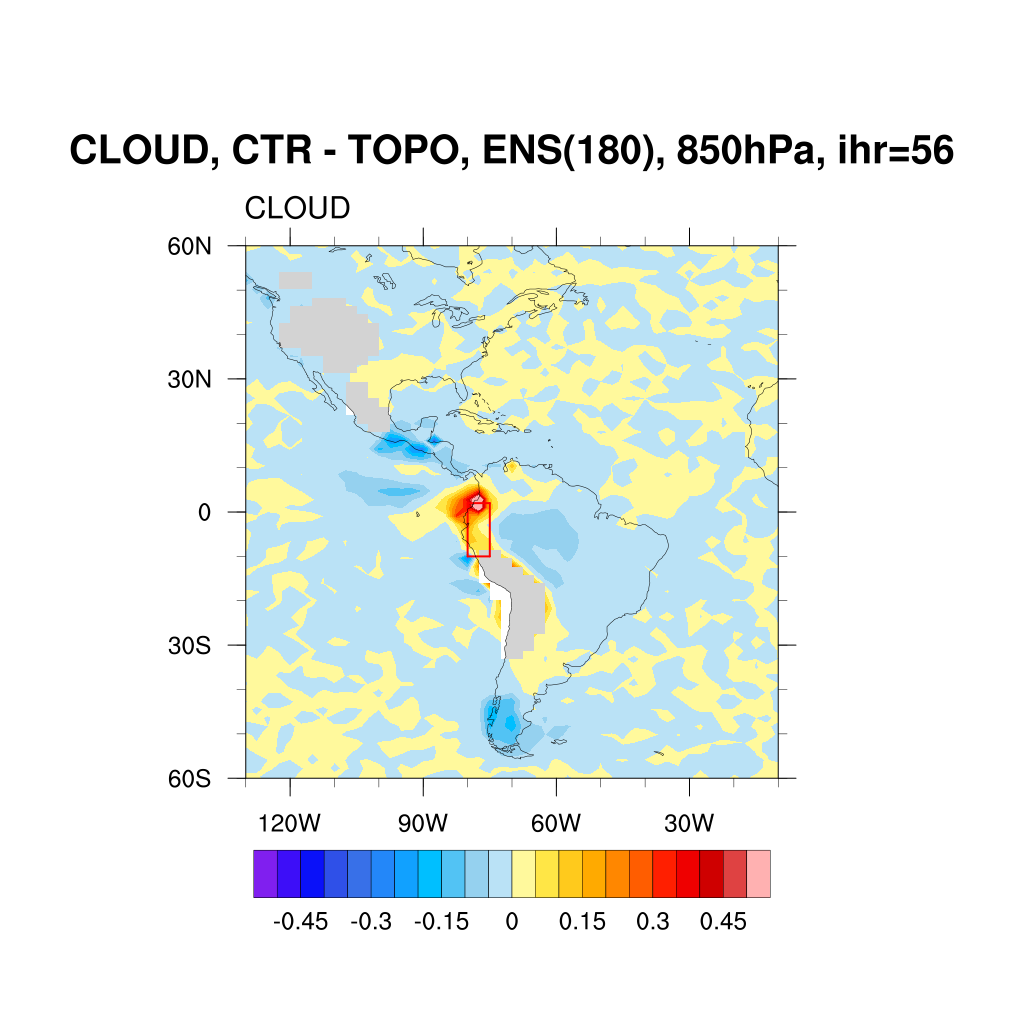 CLOUD, CTR - TOPO, ENS(180), 850hPa, ihr=56
CLOUD
60N
30N
0
30S
60S
120W 90W 60W 30W
-0.45 -0.3 -0.15 0 0.15 0.3 0.45